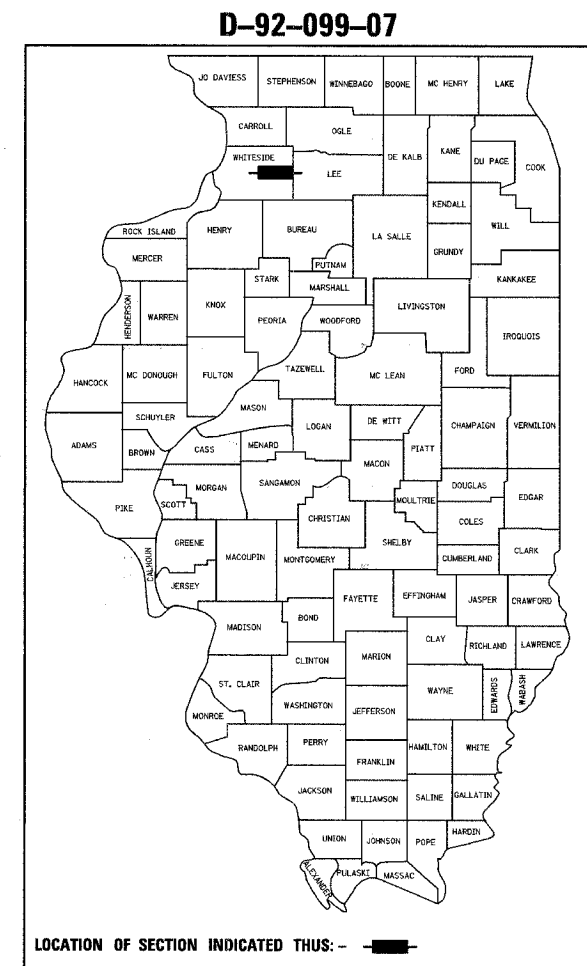 D-92-099-07
JO DAVIESS STEPHENSON WINNEBAGO BOONE MC HENRY LAKE
CARROLL OGLE
WHITESIDE LEE DE KALB KANE DU PAGE COOK
KENDALL WILL
ROCK ISLAND HENRY BUREAU LA SALLE GRUNDY
MERCER PUTNAM KANKAKEE
STARK MARSHALL
HENDERSON WARREN KNOX PEORIA WOODFORD LIVINGSTON IROQUOIS
HANCOCK MC DONOUGH FULTON TAZEWELL MC LEAN FORD
MASON
SCHUYLER LOGAN DE WITT CHAMPAIGN VERMILION
ADAMS BROWN CASS MENARD MACON PIATT
PIKE SCOTT MORGAN SANGAMON CHRISTIAN MOULTRIE DOUGLAS EDGAR
COLES
GREENE MACOUPIN MONTGOMERY SHELBY CUMBERLAND CLARK
CALHOUN JERSEY
FAYETTE EFFINGHAM JASPER CRAWFORD
MADISON BOND
CLAY RICHLAND LAWRENCE
CLINTON MARION
ST. CLAIR WAYNE EDWARDS WABASH
WASHINGTON JEFFERSON
MONROE
RANDOLPH PERRY HAMILTON WHITE
FRANKLIN
JACKSON WILLIAMSON SALINE GALLATIN
UNION JOHNSON POPE HARDIN
ALEXANDER PULASKI MASSAC
LOCATION OF SECTION INDICATED THUS: -